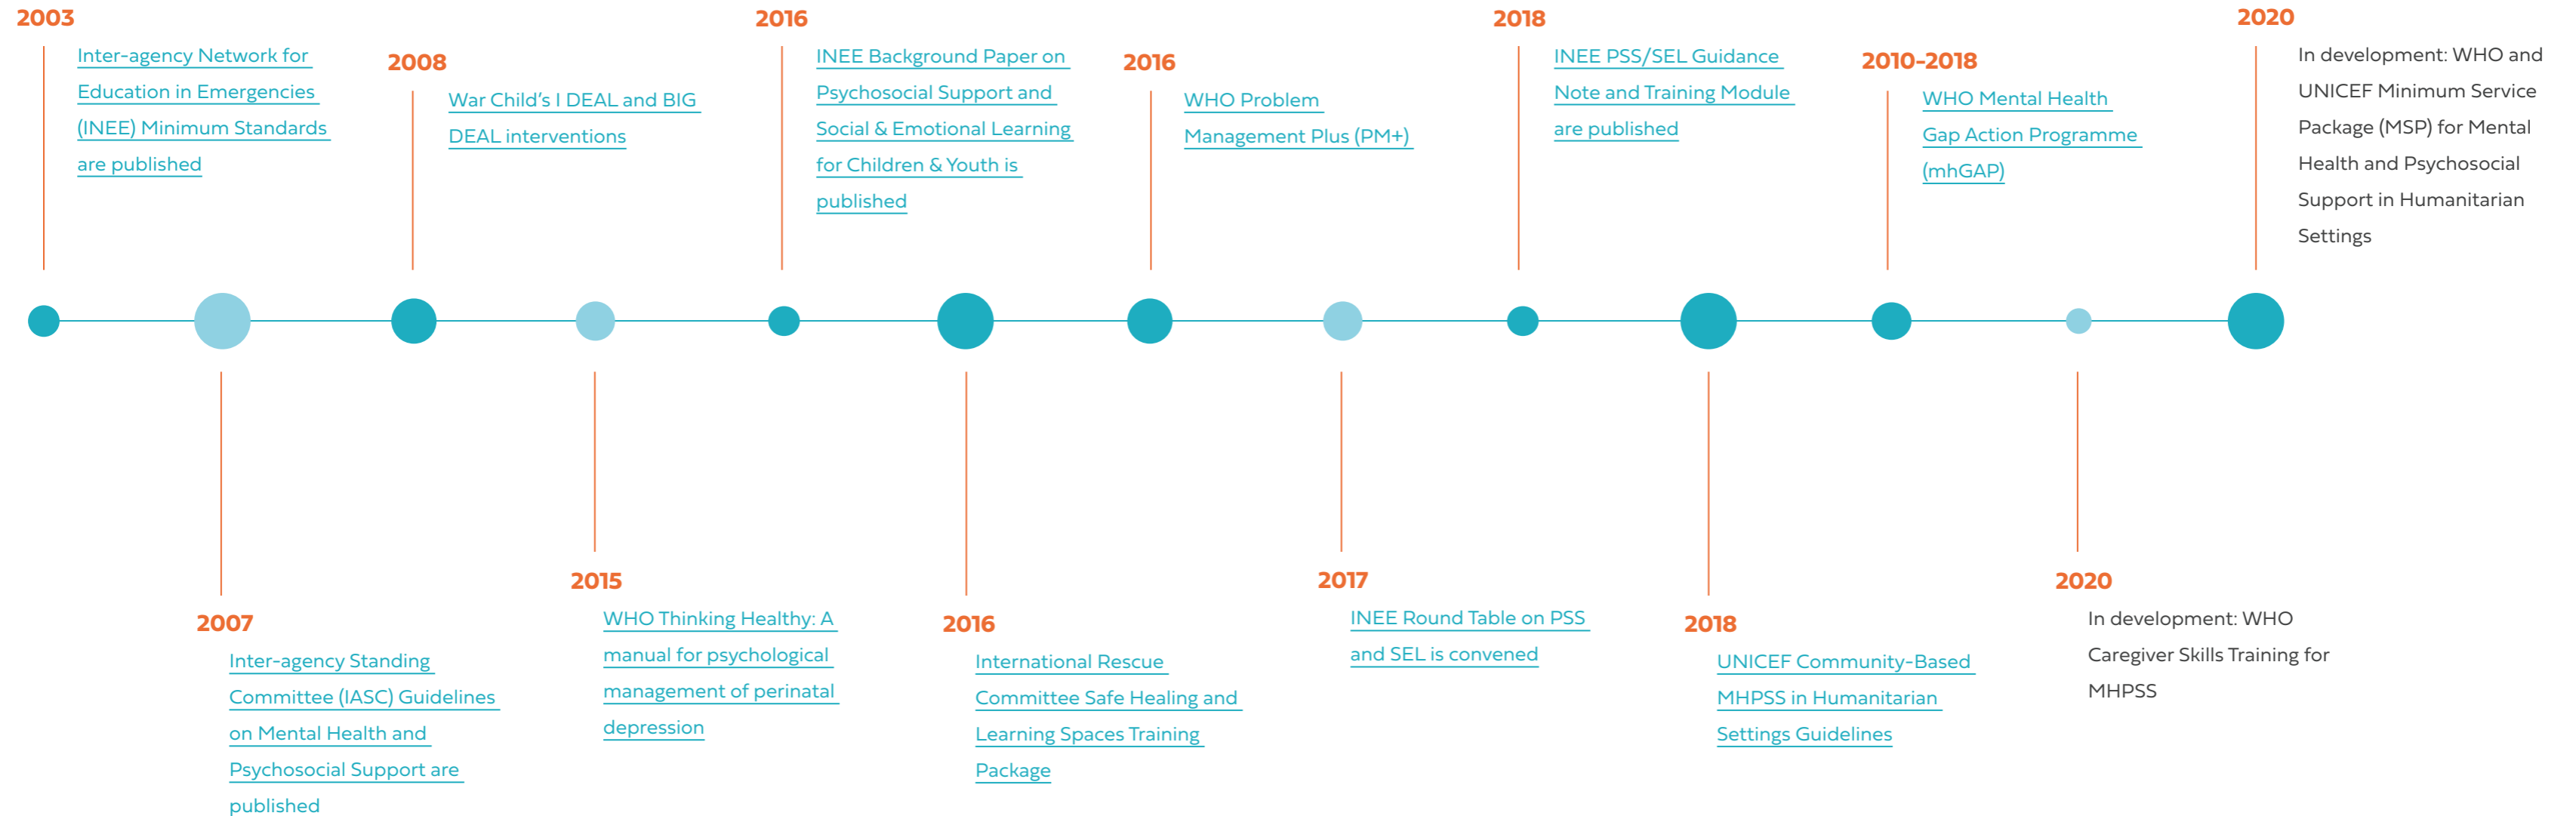 2003
Inter-agency Network for
Education in Emergencies
(INEE) Minimum Standards
are published
2007
Inter-agency Standing
Committee (IASC) Guidelines
on Mental Health and
Psychosocial Support are
published
2008
War Child's I DEAL and BIG
DEAL interventions
2015
WHO Thinking Healthy: A
manual for psychological
management of perinatal
depression
2016
INEE Background Paper on
Psychosocial Support and
Social & Emotional Learning
for Children & Youth is
published
2016
International Rescue
Committee Safe Healing and
Learning Spaces Training
Package
2016
WHO Problem
Management Plus (PM+)
2017
INEE Round Table on PSS
and SEL is convened
2018
INEE PSS/SEL Guidance
Note and Training Module
are published
2018
UNICEF Community-Based
MHPSS in Humanitarian
Settings Guidelines
2010-2018
WHO Mental Health
Gap Action Programme
(mhGAP)
2020
In development: WHO
Caregiver Skills Training for
MHPSS
2020
In development: WHO and
UNICEF Minimum Service
Package (MSP) for Mental
Health and Psychosocial
Support in Humanitarian
Settings